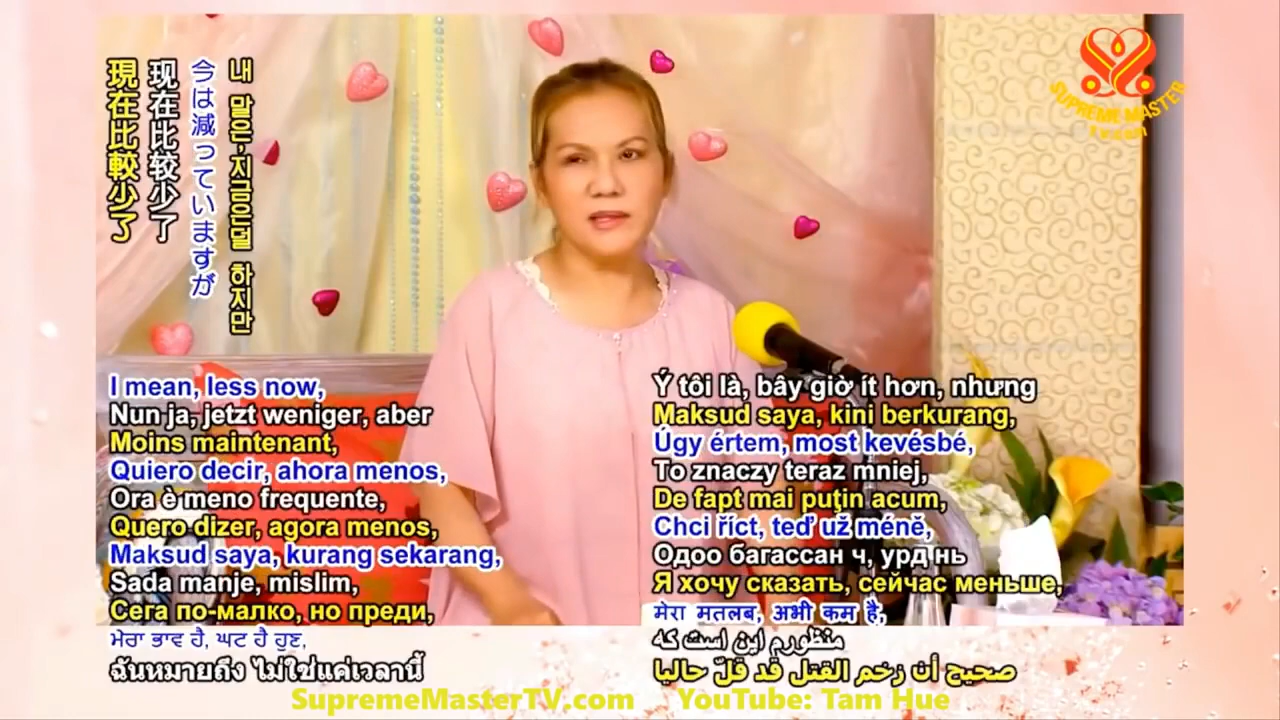 現在比較少了
现在比较少了
今は減っていますが
내 말은, 지금은덜 하지만
SUPREME MASTER
TV.COM
I mean, less now,
Nun ja, jetzt weniger, aber
Moins maintenant,
Quiero decir, ahora menos,
Ora è meno frequente,
Quero dizer, agora menos,
Maksud saya, kurang sekarang,
Sada manje, mislim,
Сега по-малко, но преди,
ਮੇਰਾ ਭਾਵ ਹੈ, ਘਟ ਹੈ ਹੁਣ,
ฉันหมายถึง ไม่ใช่แค่เวลานี้
Ý tôi là, bây giờ ít hơn, nhưng
Maksud saya, kini berkurang,
Úgy értem, most kevésbé,
To znaczy teraz mniej,
De fapt mai puţin acum,
Chci říct, teď už méně,
Одоо багассан ч, урд нь
Я хочу сказать, сейчас меньше,
मेरा मतलब, अभी कम है,
منظورم این است که
صحيح أن زخم القتل قد قلّ حاليا
SupremeMasterTV.com YouTube: Tam Hue